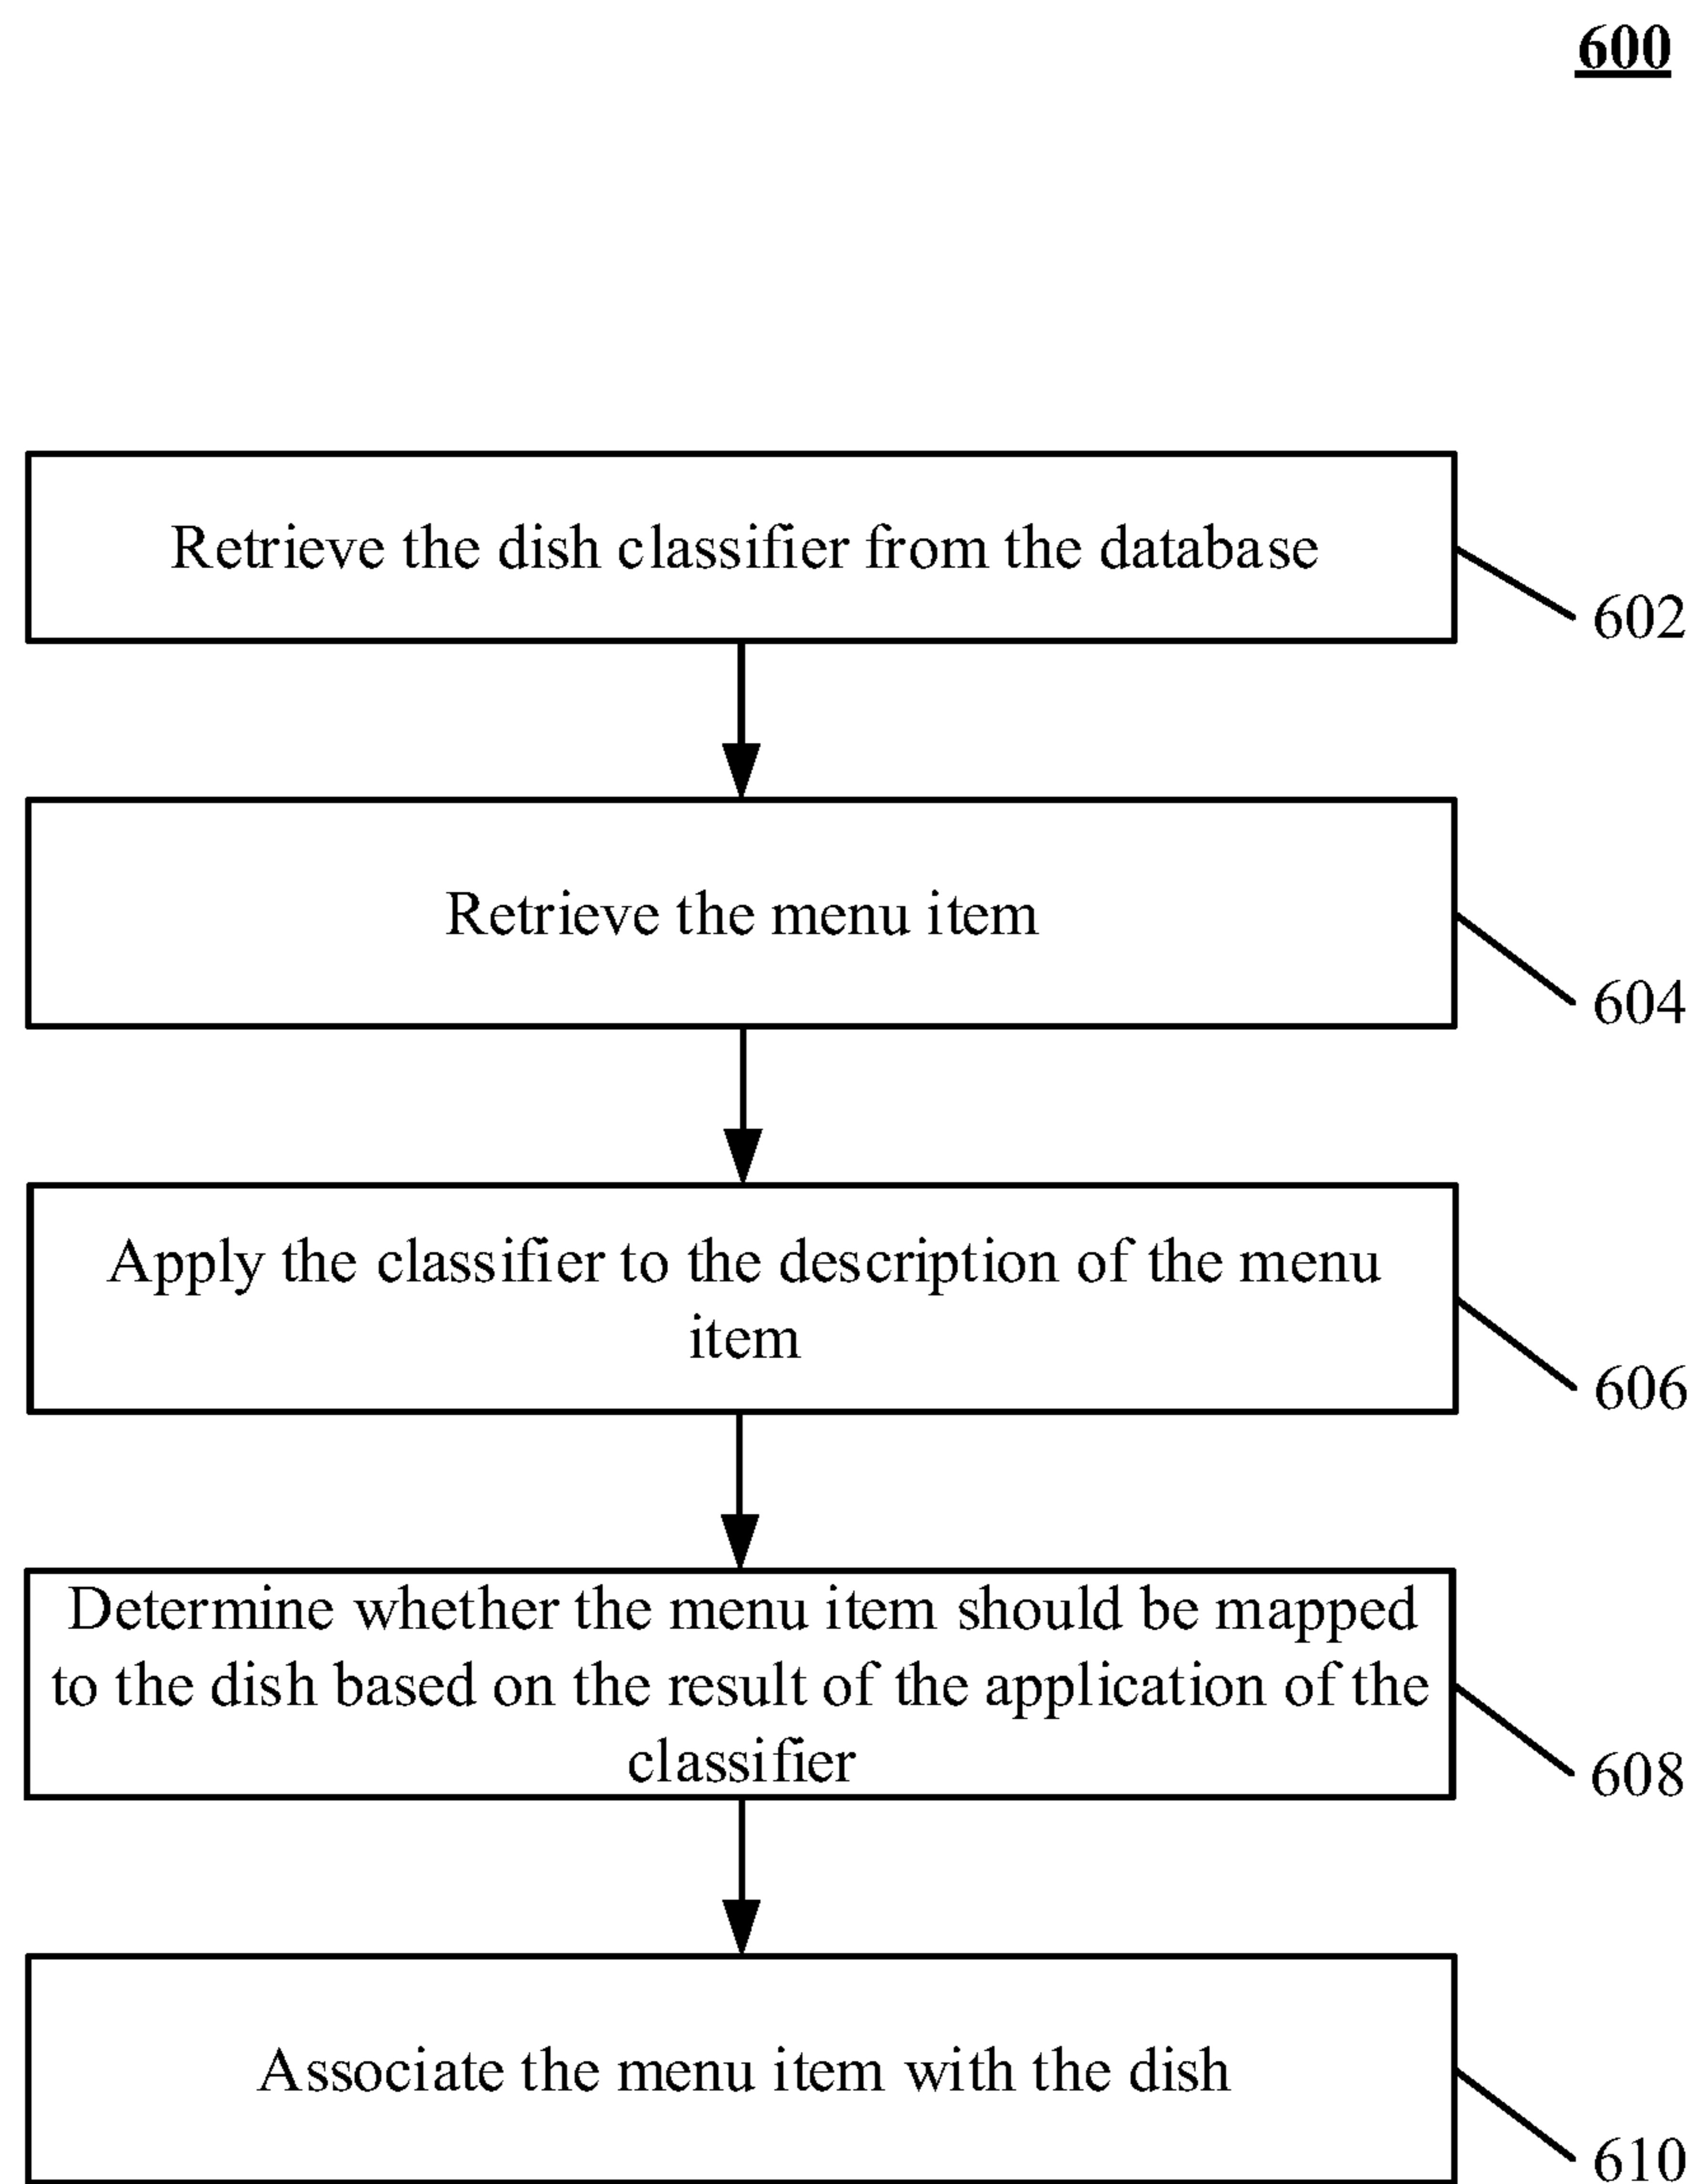 600
Retrieve the dish classifier from the database
602
Retrieve the menu item
604
Apply the classifier to the description of the menu
item
606
Determine whether the menu item should be mapped
to the dish based on the result of the application of the
classifier
608
Associate the menu item with the dish
610